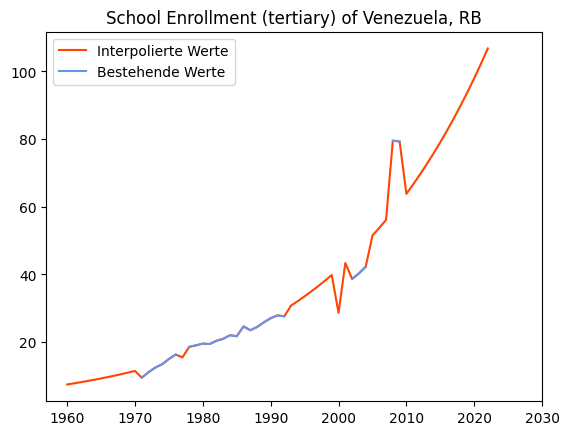 School Enrollment (tertiary) of Venezuela, RB
Interpolierte Werte
Bestehende Werte
100
80
60
40
20
1960 1970 1980 1990 2000 2010 2020 2030